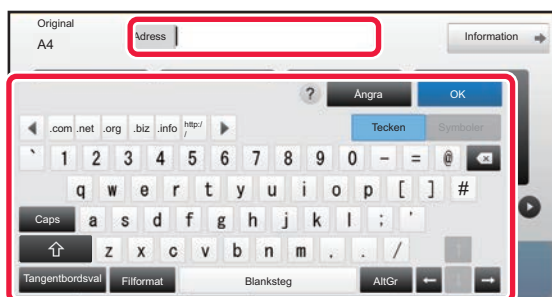 Original
A4
Adress
Information
? Ångra OK
.com .net .org .biz .info http:/
/
Tecken Symboler
` 1 2 3 4 5 6 7 8 9 0 - = @
q w e r t y u i o p [ ] #
Caps a s d f g h j k l ; '
z x c v b n m . . /
Tangentbordsval Filformat Blanksteg AltGr